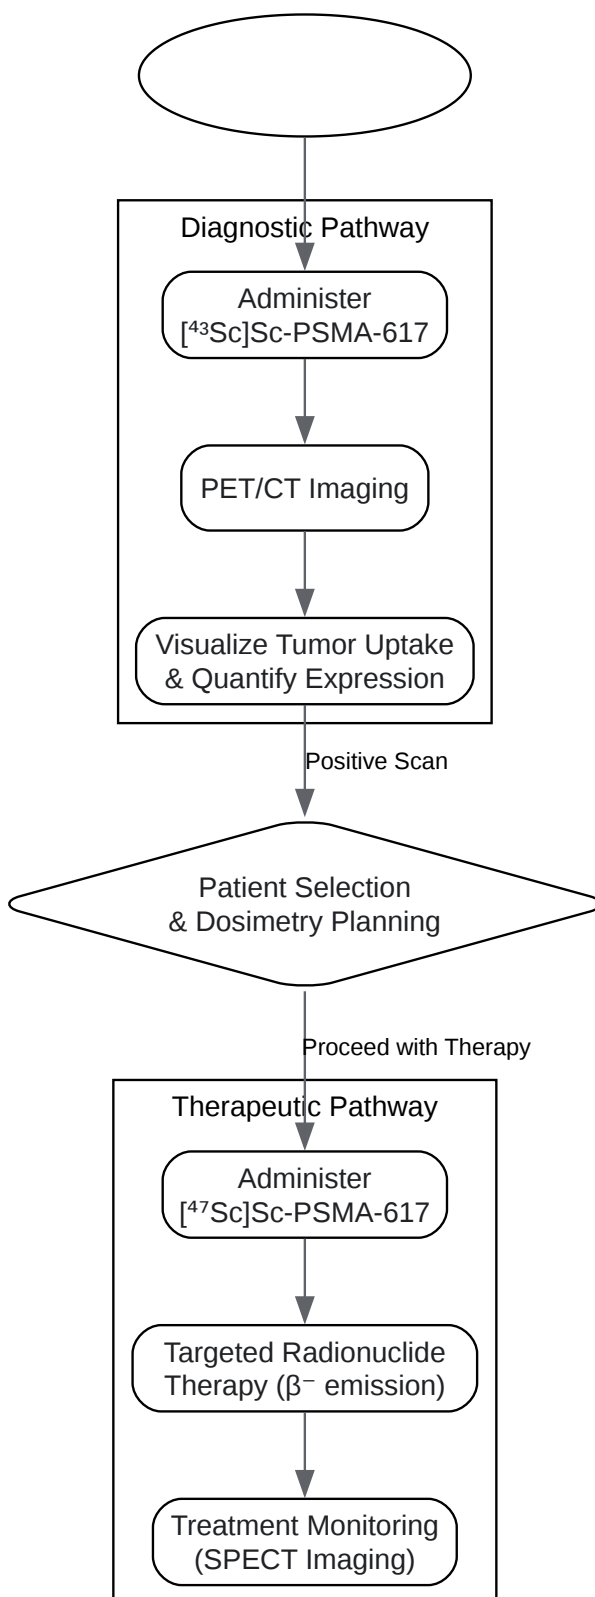 Diagnostic Pathway
Administer
[⁴³Sc]Sc-PSMA-617
PET/CT Imaging
Visualize Tumor Uptake
& Quantify Expression
Positive Scan
Patient Selection
& Dosimetry Planning
Proceed with Therapy
Therapeutic Pathway
Administer
[⁴⁷Sc]Sc-PSMA-617
Targeted Radionuclide
Therapy (β⁻ emission)
Treatment Monitoring
(SPECT Imaging)